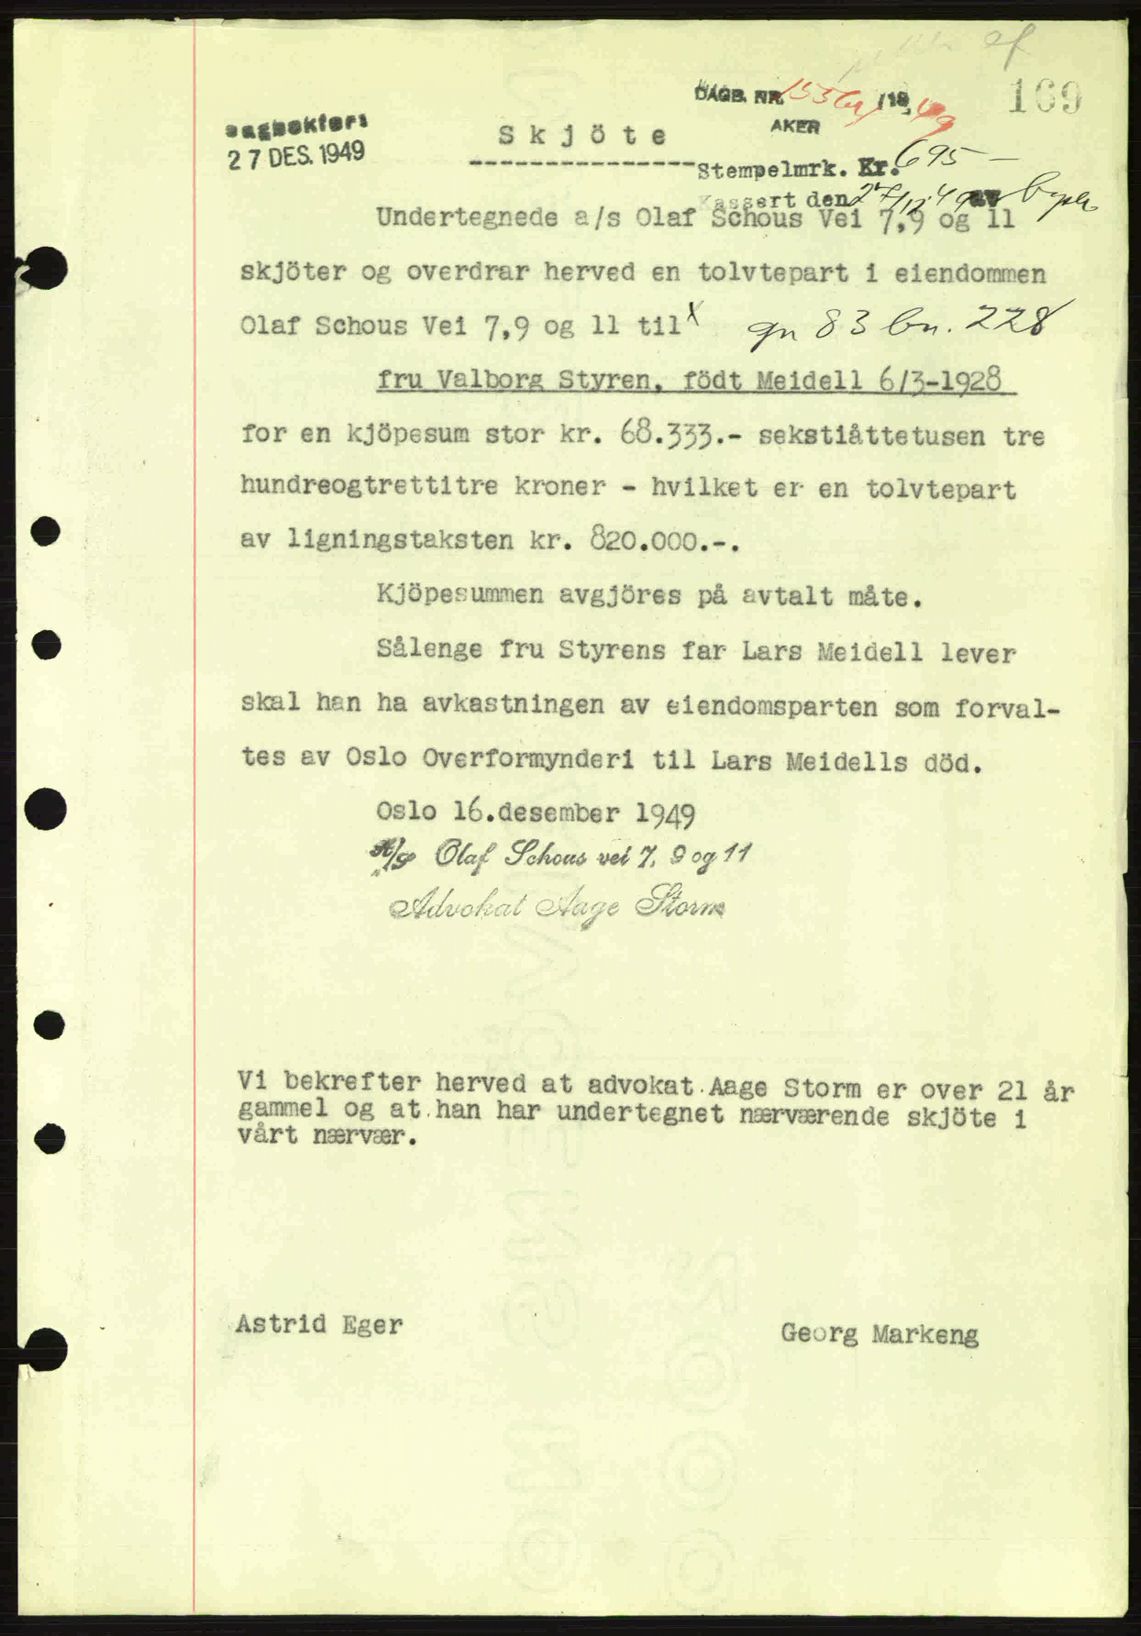 169
DAGB. NR. /19 49
AKER
Dagbokført
27 DES. 1949
Skjöte
Stempelmrk. Kr. 695 –
Kassert den 27/12 49 av
Undertegnede a/s Olaf Schous Vei 7,9 og 11
skjöter og overdrar herved en tolvtepart i eiendommen
Olaf Schous Vei 7,9 og 11 til x gn 83 bn. 228
fru Valborg Styren, födt Meidell 6/3-1928
for en kjöpesum stor kr. 68.333.- sekstiåttetusen tre
hundreogtrettitre kroner - hvilket er en tolvtepart
av ligningstaksten kr. 820.000.-.
Kjöpesummen avgjöres på avtalt måte.
Sålenge fru Styrens far Lars Meidell lever
skal han ha avkastningen av eiendomsparten som forval-
tes av Oslo Overformynderi til Lars Meidells död.
Oslo 16.desember 1949
A/S Olaf Schous vei 7, 9 og 11
Advokat Aage Storm
Vi bekrefter herved at advokat Aage Storm er over 21 år
gammel og at han har undertegnet nærværende skjöte i
vårt nærvær.
Astrid Eger
Georg Markeng